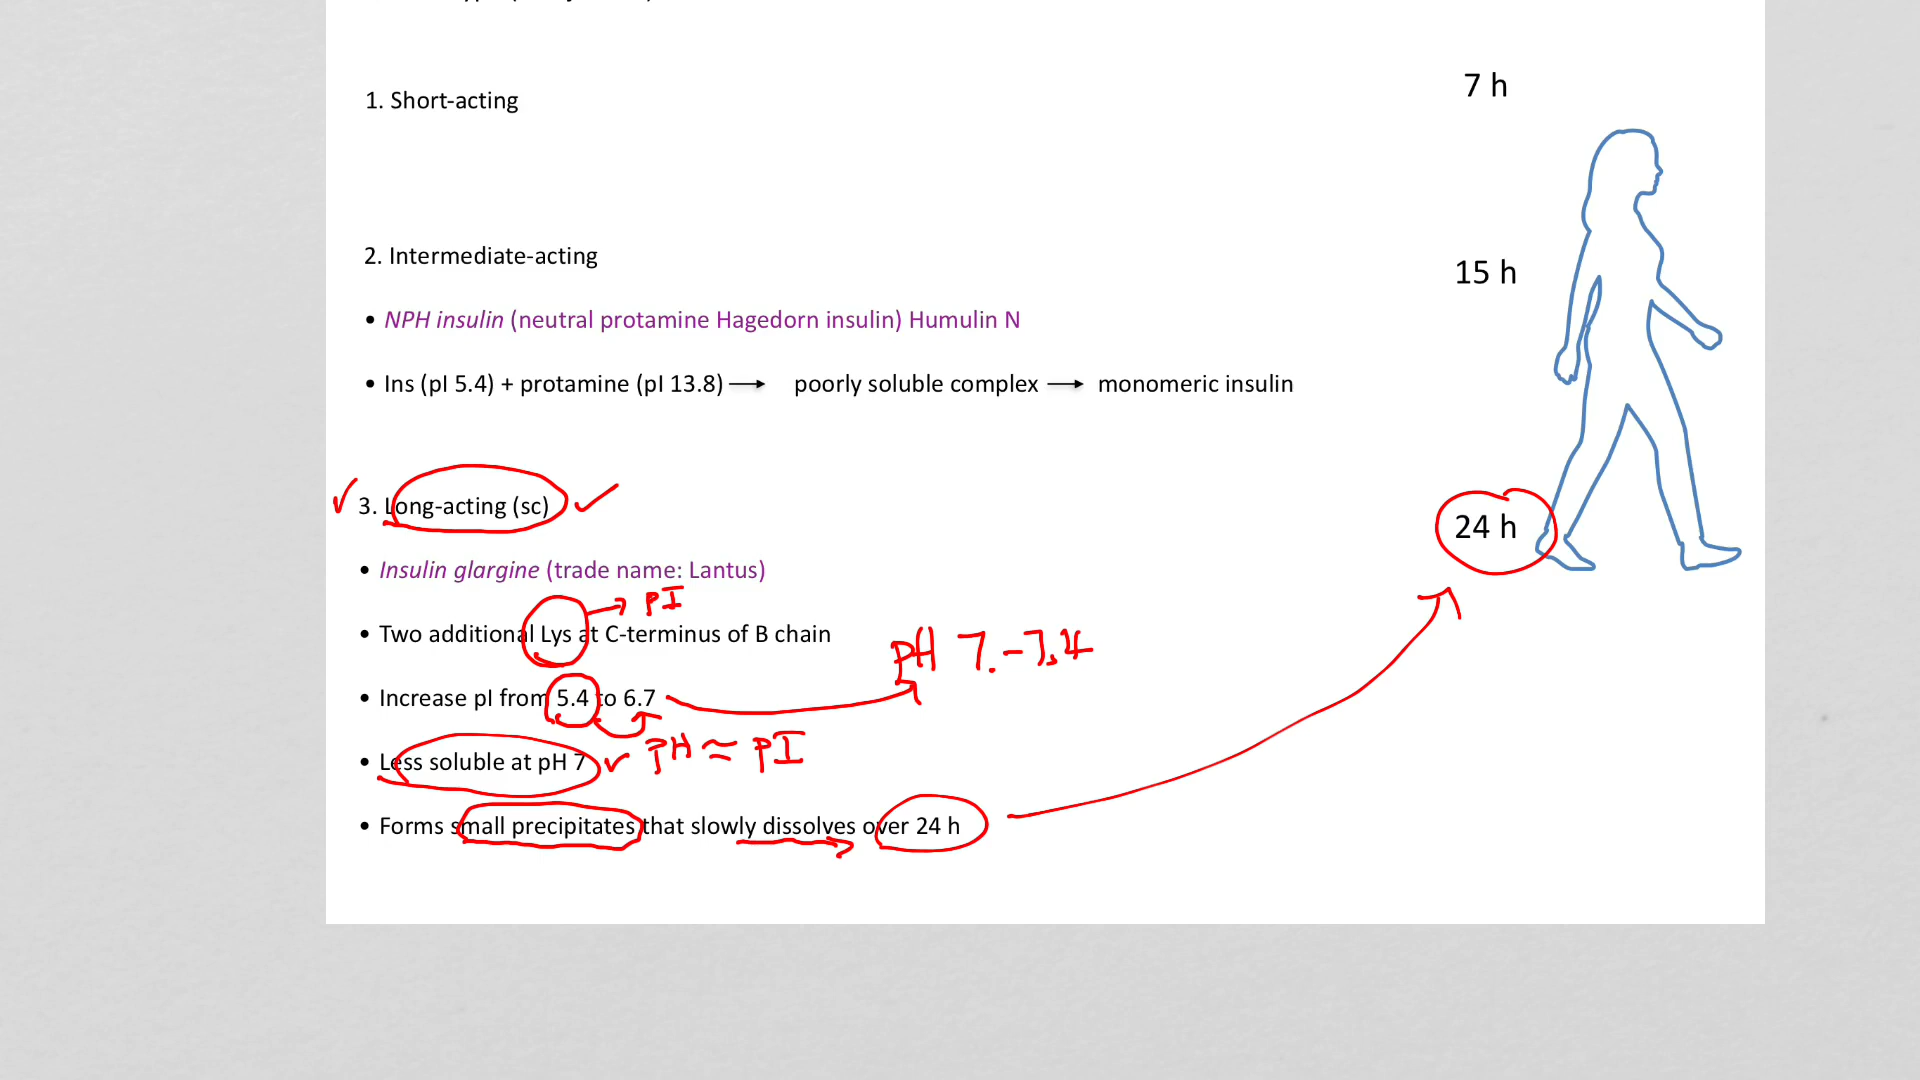 1. Short-acting
7 h
2. Intermediate-acting
15 h
• NPH insulin (neutral protamine Hagedorn insulin) Humulin N
• Ins (pI 5.4) + protamine (pI 13.8) → poorly soluble complex → monomeric insulin
3. Long-acting (sc)
24 h
• Insulin glargine (trade name: Lantus)
→ pI
• Two additional Lys at C-terminus of B chain
pH 7.-7.4
• Increase pI from 5.4 to 6.7
• Less soluble at pH 7
pH ≈ pI
• Forms small precipitates that slowly dissolves over 24 h